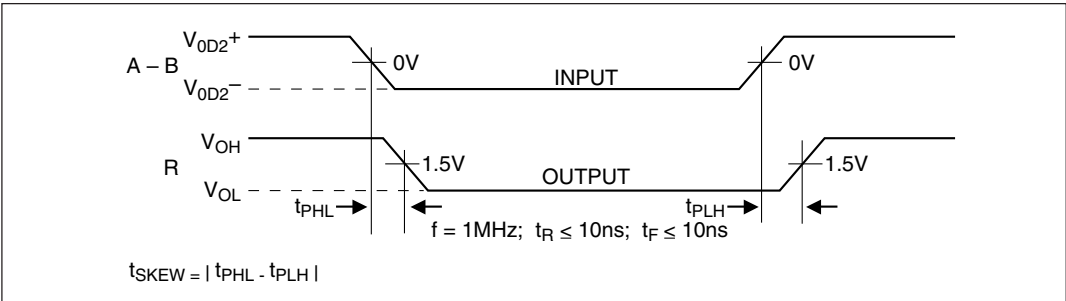 V0D2+
A – B
0V
0V
INPUT
V0D2–
VOH
R
1.5V
1.5V
OUTPUT
VOL
tPHL
tPLH
f = 1MHz; tR ≤ 10ns; tF ≤ 10ns
tSKEW = | tPHL - tPLH |